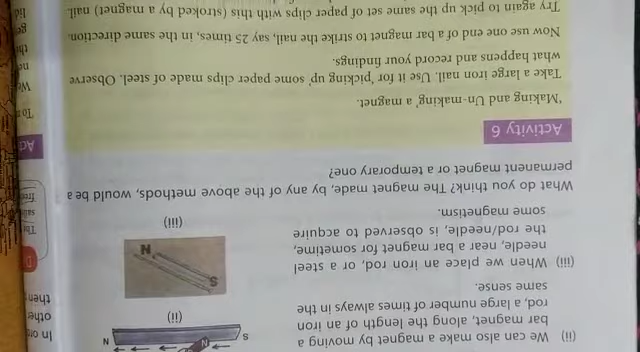 (ii) We can also make a magnet by moving a
bar magnet, along the length of an iron
rod, a large number of times always in the
same sense.
S
N
N
(ii)
(iii) When we place an iron rod, or a steel
needle, near a bar magnet for sometime,
the rod/needle, is observed to acquire
some magnetism.
S
N
(iii)
What do you think? The magnet made, by any of the above methods, would be a
permanent magnet or a temporary one?
Activity 6
'Making and Un-making' a magnet.
Take a large iron nail. Use it for 'picking up' some paper clips made of steel. Observe
what happens and record your findings.
Now use one end of a bar magnet to strike the nail, say 25 times, in the same direction.
Try again to pick up the same set of paper clips with this (stroked by a magnet) nail.
othe
then
The
Ac
To
We